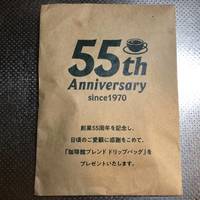 55th
Anniversary
since1970
創業55周年を記念し、
日頃のご愛顧に感謝をこめて、
「珈琲館ブレンド ドリップバッグ」を
プレゼントいたします。